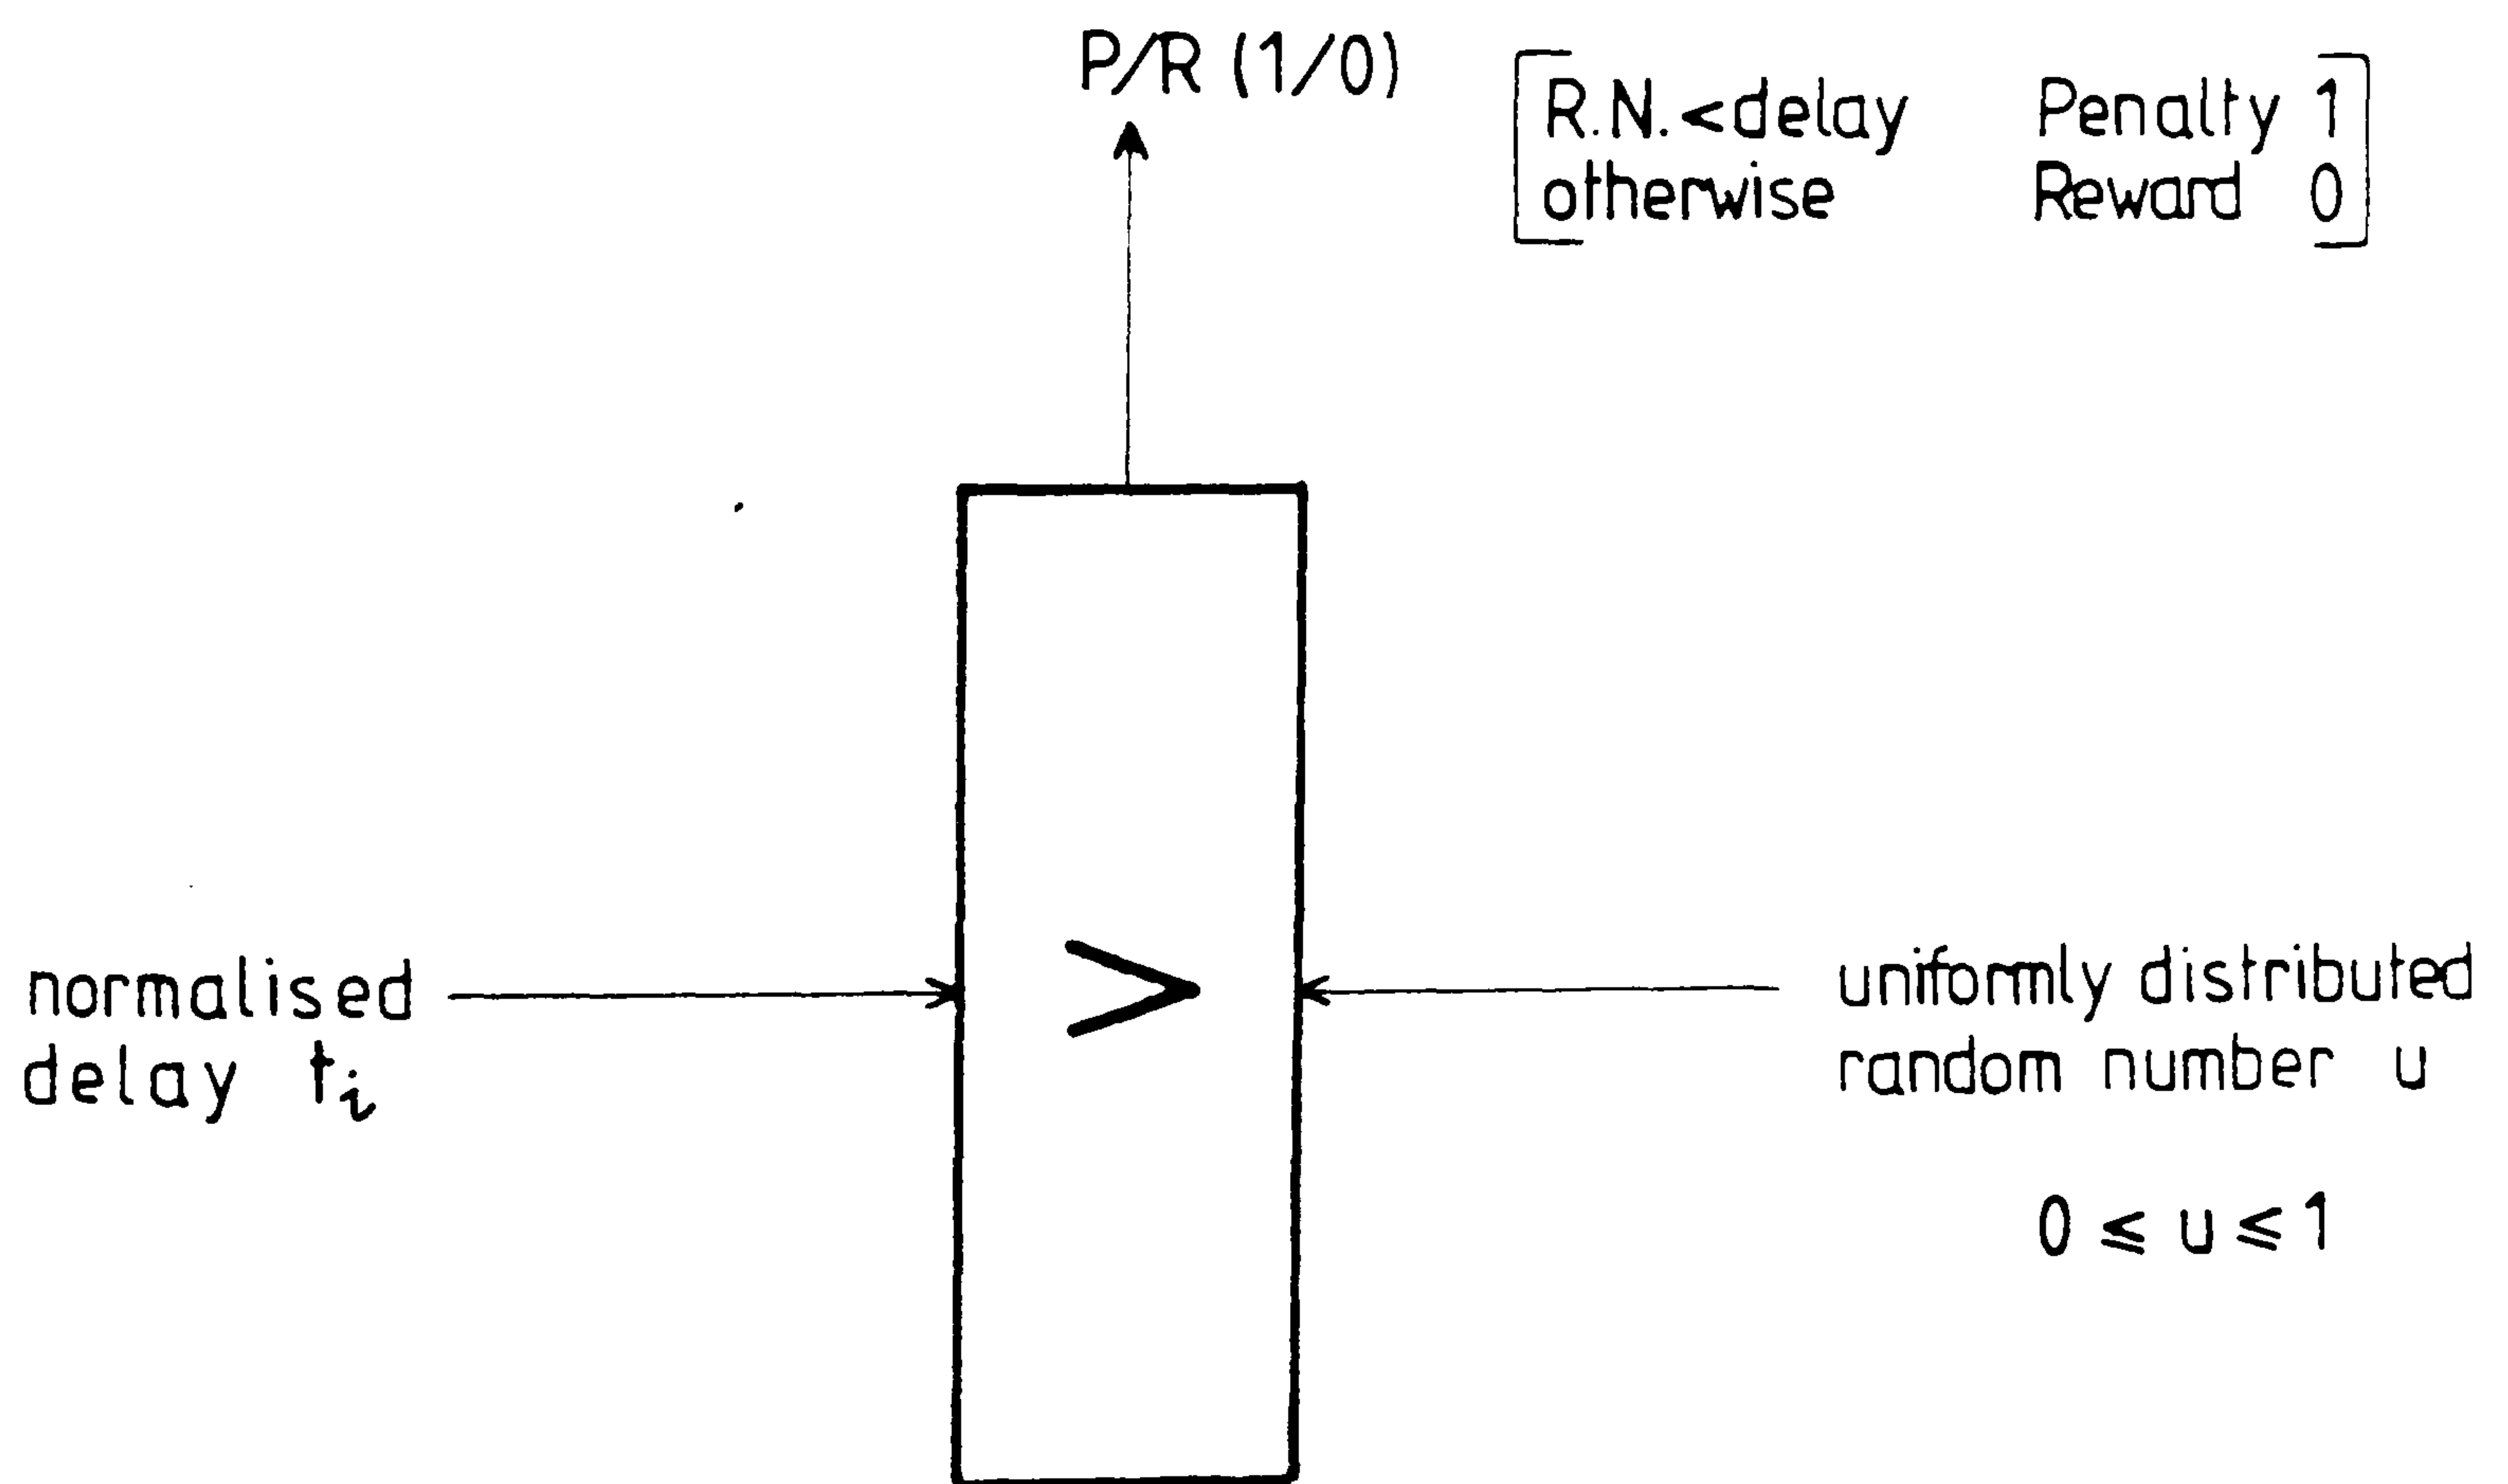 P/R (1/0)
R.N. < delay Penalty 1
otherwise Reward 0
>
normalised
delay tᵢ
uniformly distributed
random number u
0 ≤ u ≤ 1